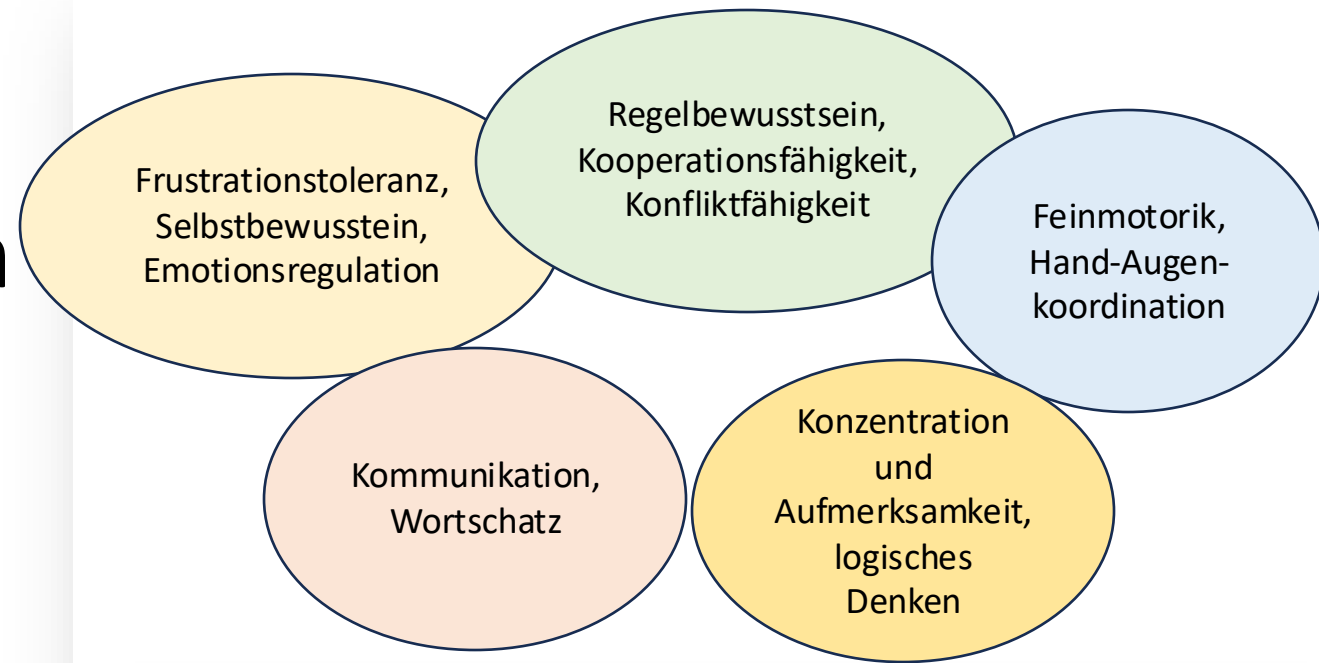 Frustrationstoleranz,
Selbstbewusstein,
Emotionsregulation
Regelbewusstsein,
Kooperationsfähigkeit,
Konfliktfähigkeit
Feinmotorik,
Hand-Augen-
koordination
n
Kommunikation,
Wortschatz
Konzentration
und
Aufmerksamkeit,
logisches
Denken